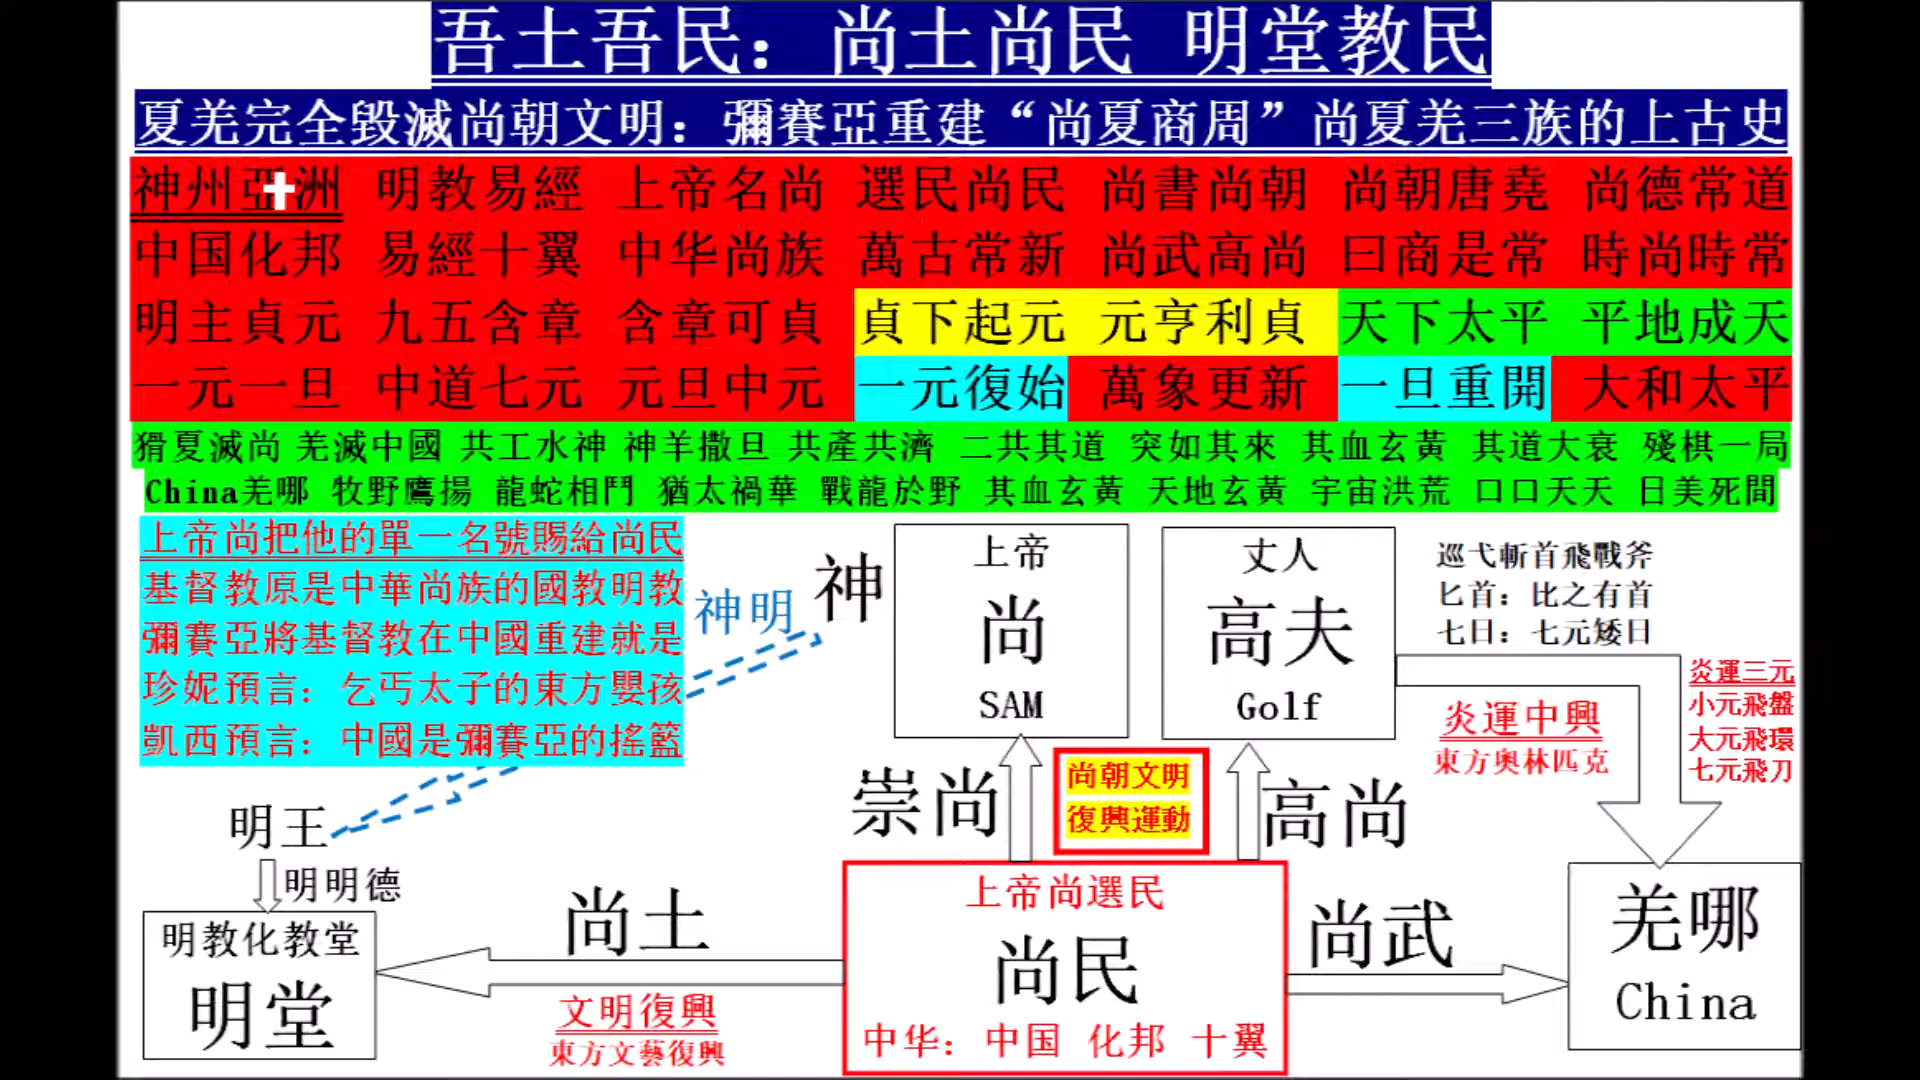 吾土吾民：尚土尚民 明堂教民
夏羌完全毀滅尚朝文明：彌賽亞重建“尚夏商周”尚夏羌三族的上古史
神州亞洲 明教易經 上帝名尚 選民尚民 尚書尚朝 尚朝唐堯 尚德常道
中国化邦 易經十翼 中华尚族 萬古常新 尚武高尚 曰商是常 時尚時常
明主貞元 九五含章 含章可貞 貞下起元 元亨利貞 天下太平 平地成天
一元一旦 中道七元 元旦中元 一元復始 萬象更新 一旦重開 大和太平
猾夏滅尚 羌滅中國 共工水神 神羊撒旦 共產共濟 二共其道 突如其來 其血玄黃 其道大衰 殘棋一局
China羌哪 牧野鷹揚 龍蛇相鬥 猶太禍華 戰龍於野 其血玄黃 天地玄黃 宇宙洪荒 口口天天 日美死間
上帝尚把他的單一名號賜給尚民
基督教原是中華尚族的國教明教
彌賽亞將基督教在中國重建就是
珍妮預言：乞丐太子的東方嬰孩
凱西預言：中國是彌賽亞的搖籃
神明
神
上帝
尚
SAM
丈人
高夫
Golf
巡弋斬首飛戰斧
匕首：比之有首
七日：七元矮日
炎運中興
東方奧林匹克
炎運三元
小元飛盤
大元飛環
七元飛刀
崇尚
尚朝文明
復興運動
高尚
明王
明明德
明教化教堂
明堂
尚土
文明復興
東方文藝復興
上帝尚選民
尚民
中华：中国 化邦 十翼
尚武
羌哪
China